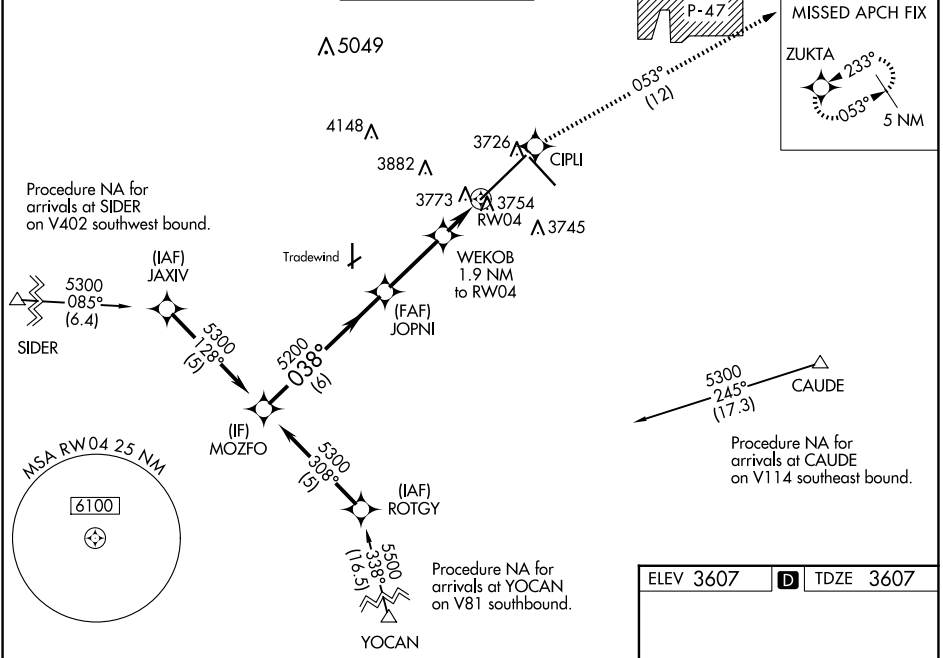 P-47
MISSED APCH FIX
ZUKTA
233°
053°
5 NM
5049
053°
(12)
4148
3726
CIPLI
3882
3773
3754
RW04
3745
Procedure NA for
arrivals at SIDER
on V402 southwest bound.
Tradewind
WEKOB
1.9 NM
to RW04
(IAF)
JAXIV
5300
085°
(6.4)
SIDER
(FAF)
JOPNI
5300
128°
(5)
5200
038°
(6)
5300
245°
(17.3)
CAUDE
(IF)
MOZFO
Procedure NA for
arrivals at CAUDE
on V114 southeast bound.
MSA RW04 25 NM
6100
5300
308°
(5)
(IAF)
ROTGY
5500
338°
(16.5)
Procedure NA for
arrivals at YOCAN
on V81 southbound.
YOCAN
ELEV 3607 D TDZE 3607